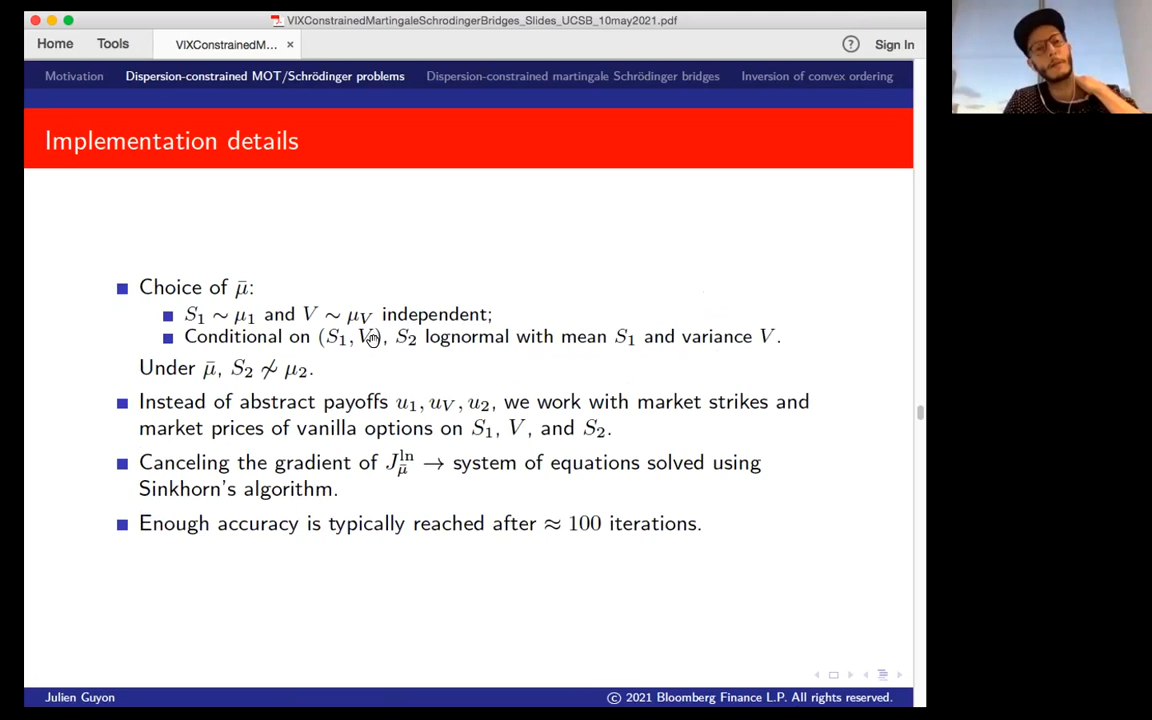 VIXConstrainedMartingaleSchrodingerBridges_Slides_UCSB_10may2021.pdf
Home Tools VIXConstrainedM... × ? Sign In
Motivation Dispersion-constrained MOT/Schrödinger problems Dispersion-constrained martingale Schrödinger bridges Inversion of convex ordering
Implementation details
Choice of μ̄:
S₁ ∼ μ₁ and V ∼ μ_V independent;
Conditional on (S₁, V), S₂ lognormal with mean S₁ and variance V.
Under μ̄, S₂ ≁ μ₂.
Instead of abstract payoffs u₁, u_V, u₂, we work with market strikes and
market prices of vanilla options on S₁, V, and S₂.
Canceling the gradient of J_μ̄^ln → system of equations solved using
Sinkhorn's algorithm.
Enough accuracy is typically reached after ≈ 100 iterations.
Julien Guyon © 2021 Bloomberg Finance L.P. All rights reserved.